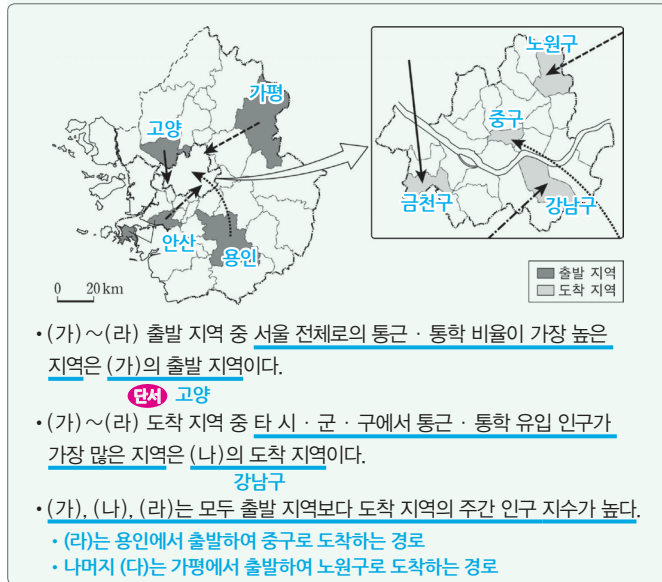 노원구
가평
고양
중구
금천구
강남구
안산
용인
출발 지역
도착 지역
0 20 km
• (가)～(라) 출발 지역 중 서울 전체로의 통근 · 통학 비율이 가장 높은
지역은 (가)의 출발 지역이다.
단서 고양
• (가)～(라) 도착 지역 중 타 시 · 군 · 구에서 통근 · 통학 유입 인구가
가장 많은 지역은 (나)의 도착 지역이다.
강남구
• (가), (나), (라)는 모두 출발 지역보다 도착 지역의 주간 인구 지수가 높다.
• (라)는 용인에서 출발하여 중구로 도착하는 경로
• 나머지 (다)는 가평에서 출발하여 노원구로 도착하는 경로